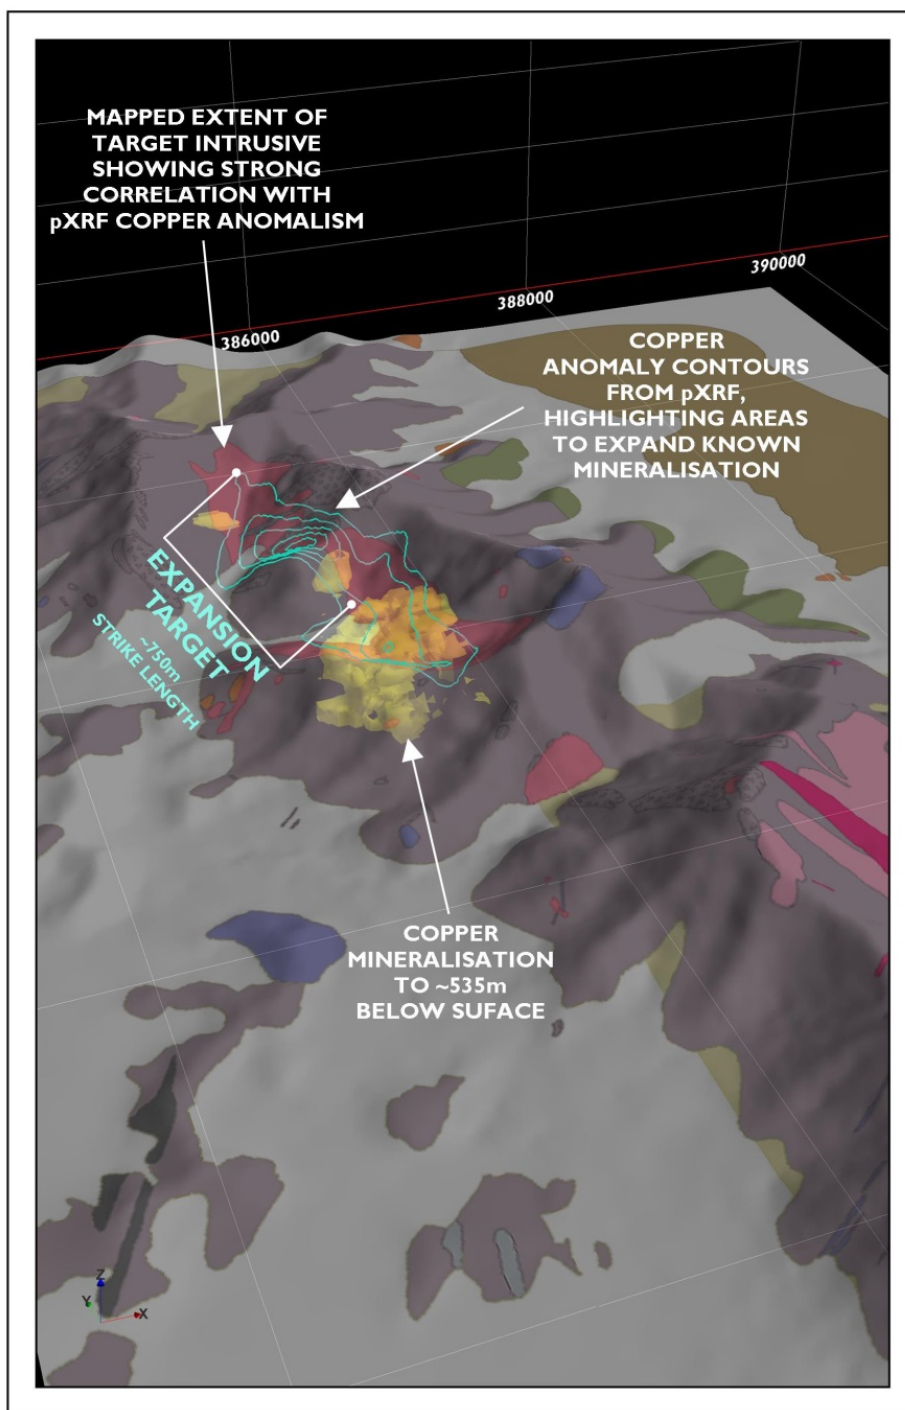 MAPPED EXTENT OF
TARGET INTRUSIVE
SHOWING STRONG
CORRELATION WITH
pXRF COPPER ANOMALISM
390000
388000
386000
COPPER
ANOMALY CONTOURS
FROM pXRF,
HIGHLIGHTING AREAS
TO EXPAND KNOWN
MINERALISATION
EXPANSION
TARGET
~750m
STRIKE LENGTH
COPPER
MINERALISATION
TO ~535m
BELOW SUFACE
Z
Y
X